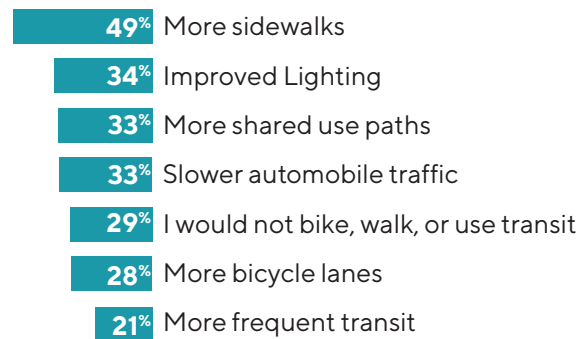 49% More sidewalks
34% Improved Lighting
33% More shared use paths
33% Slower automobile traffic
29% I would not bike, walk, or use transit
28% More bicycle lanes
21% More frequent transit